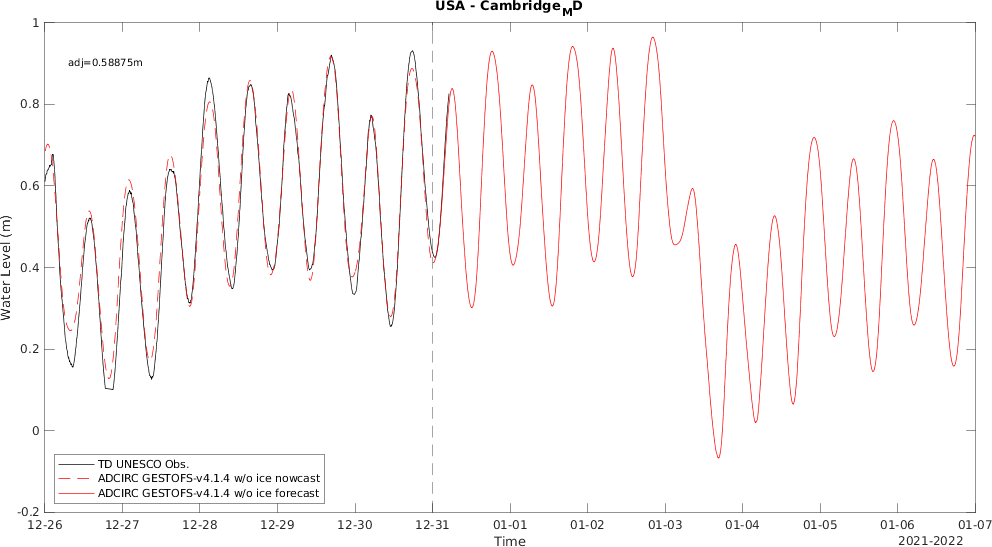 USA - Cambridge_MD
adj=0.58875m
Water Level (m)
1
0.8
0.6
0.4
0.2
0
-0.2
TD UNESCO Obs.
ADCIRC GESTOFS-v4.1.4 w/o ice nowcast
ADCIRC GESTOFS-v4.1.4 w/o ice forecast
12-26 12-27 12-28 12-29 12-30 12-31 01-01 01-02 01-03 01-04 01-05 01-06 01-07
Time
2021-2022